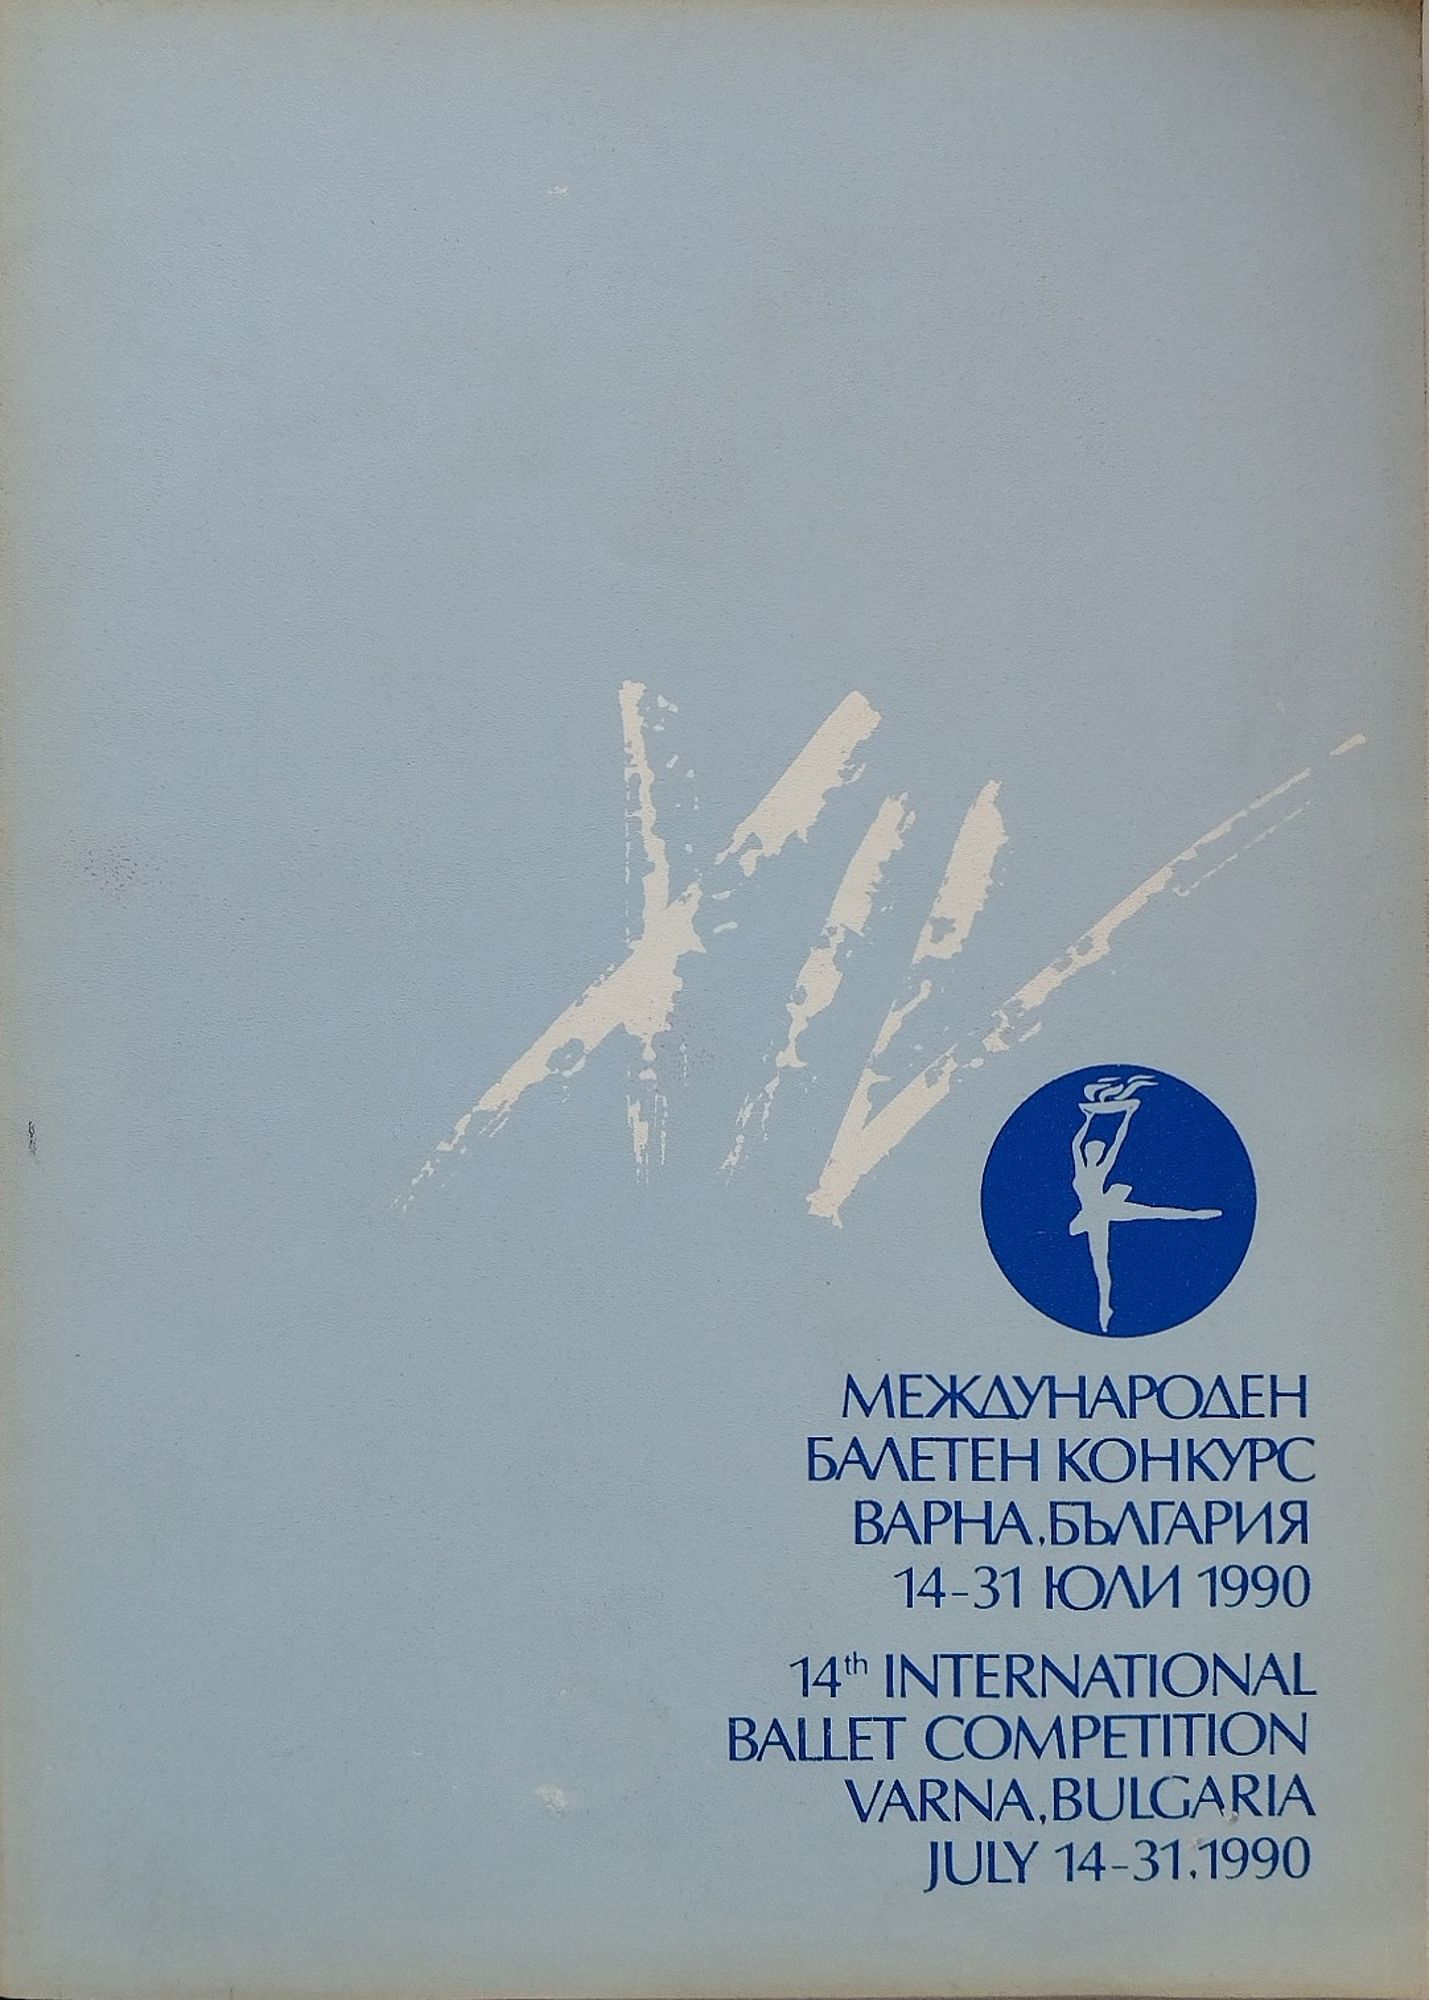 XIV
МЕЖДУНАРОДЕН
БАЛЕТЕН КОНКУРС
ВАРНА, БЪЛГАРИЯ
14-31 ЮЛИ 1990
14th INTERNATIONAL
BALLET COMPETITION
VARNA, BULGARIA
JULY 14-31.1990